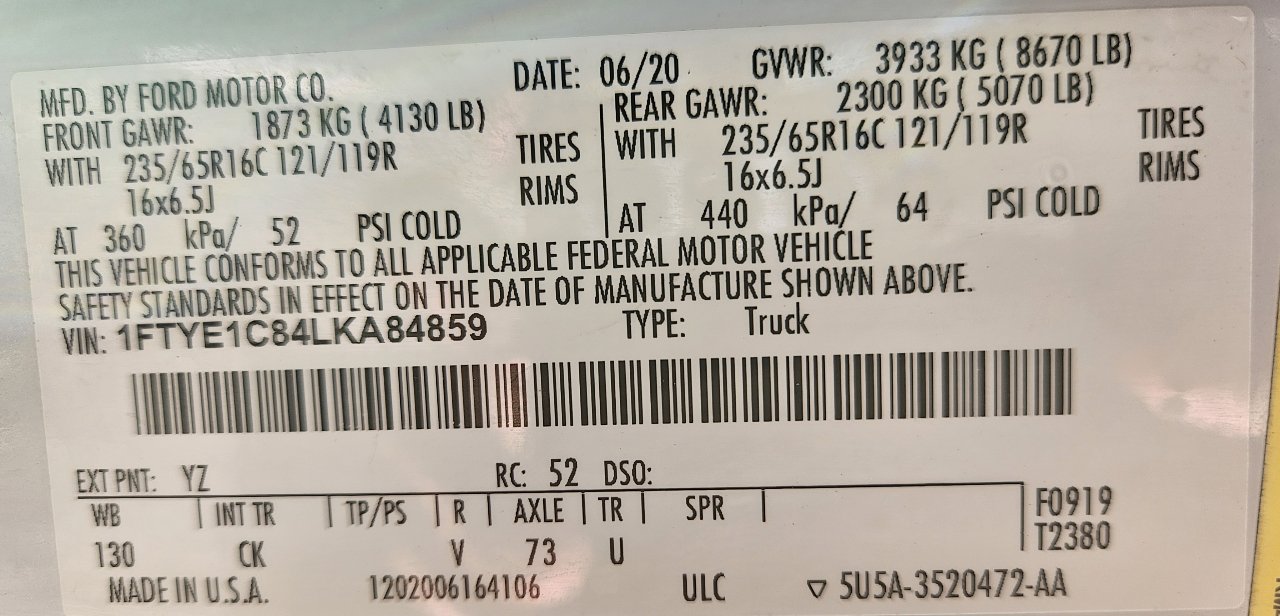 MFD. BY FORD MOTOR CO. DATE: 06/20 GVWR: 3933 KG ( 8670 LB)
FRONT GAWR: 1873 KG ( 4130 LB) REAR GAWR: 2300 KG ( 5070 LB)
WITH 235/65R16C 121/119R TIRES WITH 235/65R16C 121/119R TIRES
16x6.5J RIMS 16x6.5J RIMS
AT 360 kPa/ 52 PSI COLD AT 440 kPa/ 64 PSI COLD
THIS VEHICLE CONFORMS TO ALL APPLICABLE FEDERAL MOTOR VEHICLE
SAFETY STANDARDS IN EFFECT ON THE DATE OF MANUFACTURE SHOWN ABOVE.
VIN: 1FTYE1C84LKA84859 TYPE: Truck
EXT PNT: YZ RC: 52 DSO:
WB INT TR TP/PS R AXLE TR SPR F0919
T2380
130 CK V 73 U
MADE IN U.S.A. 1202006164106 ULC ▽ 5U5A-3520472-AA